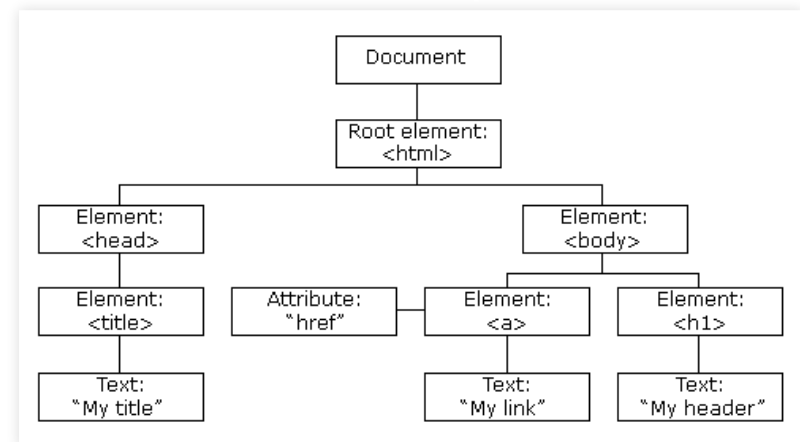 Document
Root element:
<html>
Element:
<head>
Element:
<body>
Element:
<title>
Attribute:
“href”
Element:
<a>
Element:
<h1>
Text:
“My title”
Text:
“My link”
Text:
“My header”